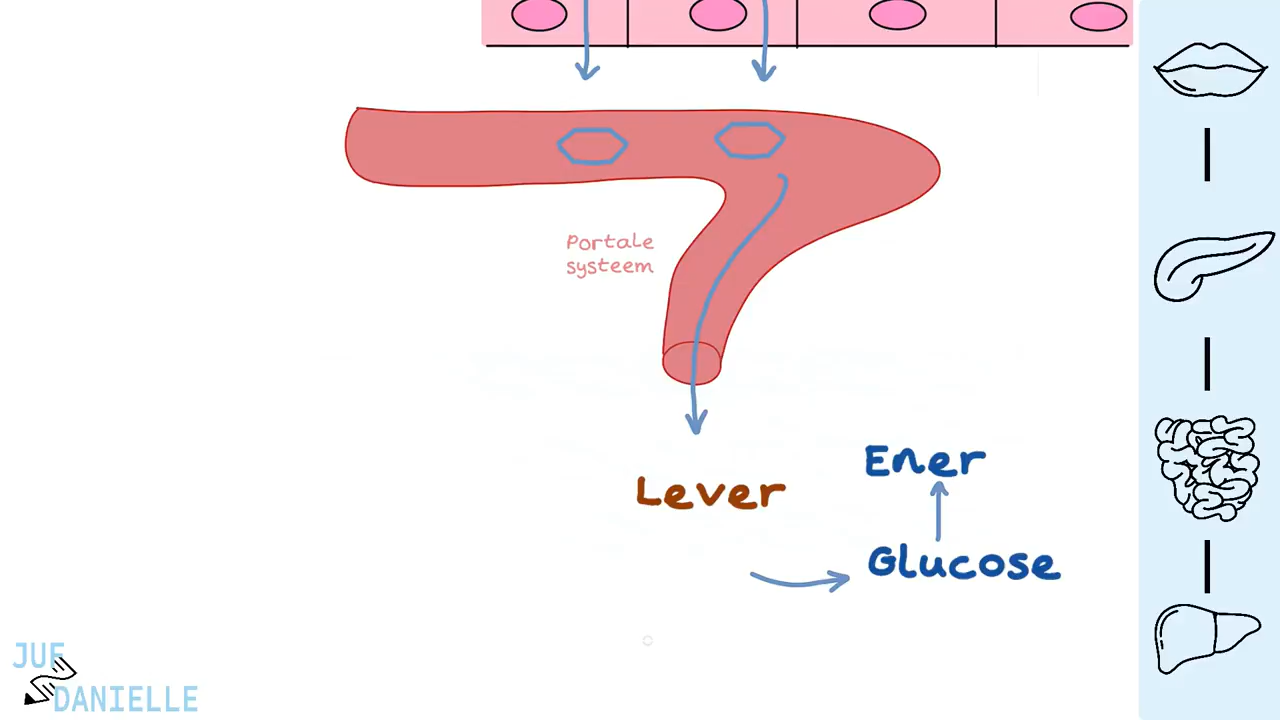 Portale
systeem
Ener
Lever
Glucose
JUF
DANIELLE